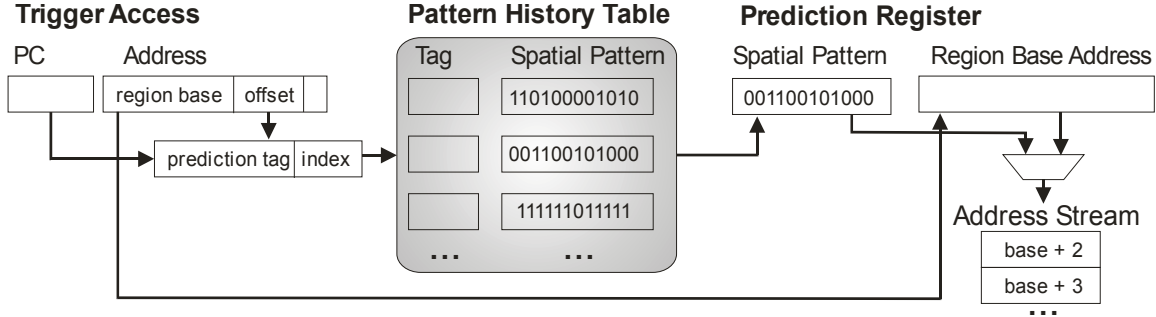 Trigger Access
PC
Address
region base
offset
prediction tag
index
Pattern History Table
Tag
Spatial Pattern
110100001010
001100101000
111111011111
...
...
Prediction Register
Spatial Pattern
Region Base Address
001100101000
Address Stream
base + 2
base + 3
...